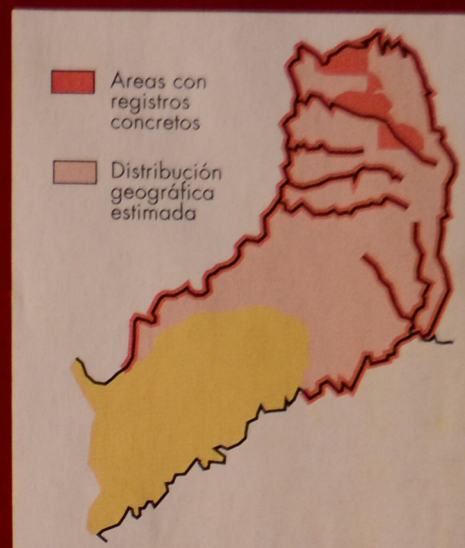 Areas con
registros
concretos
Distribución
geográfica
estimada